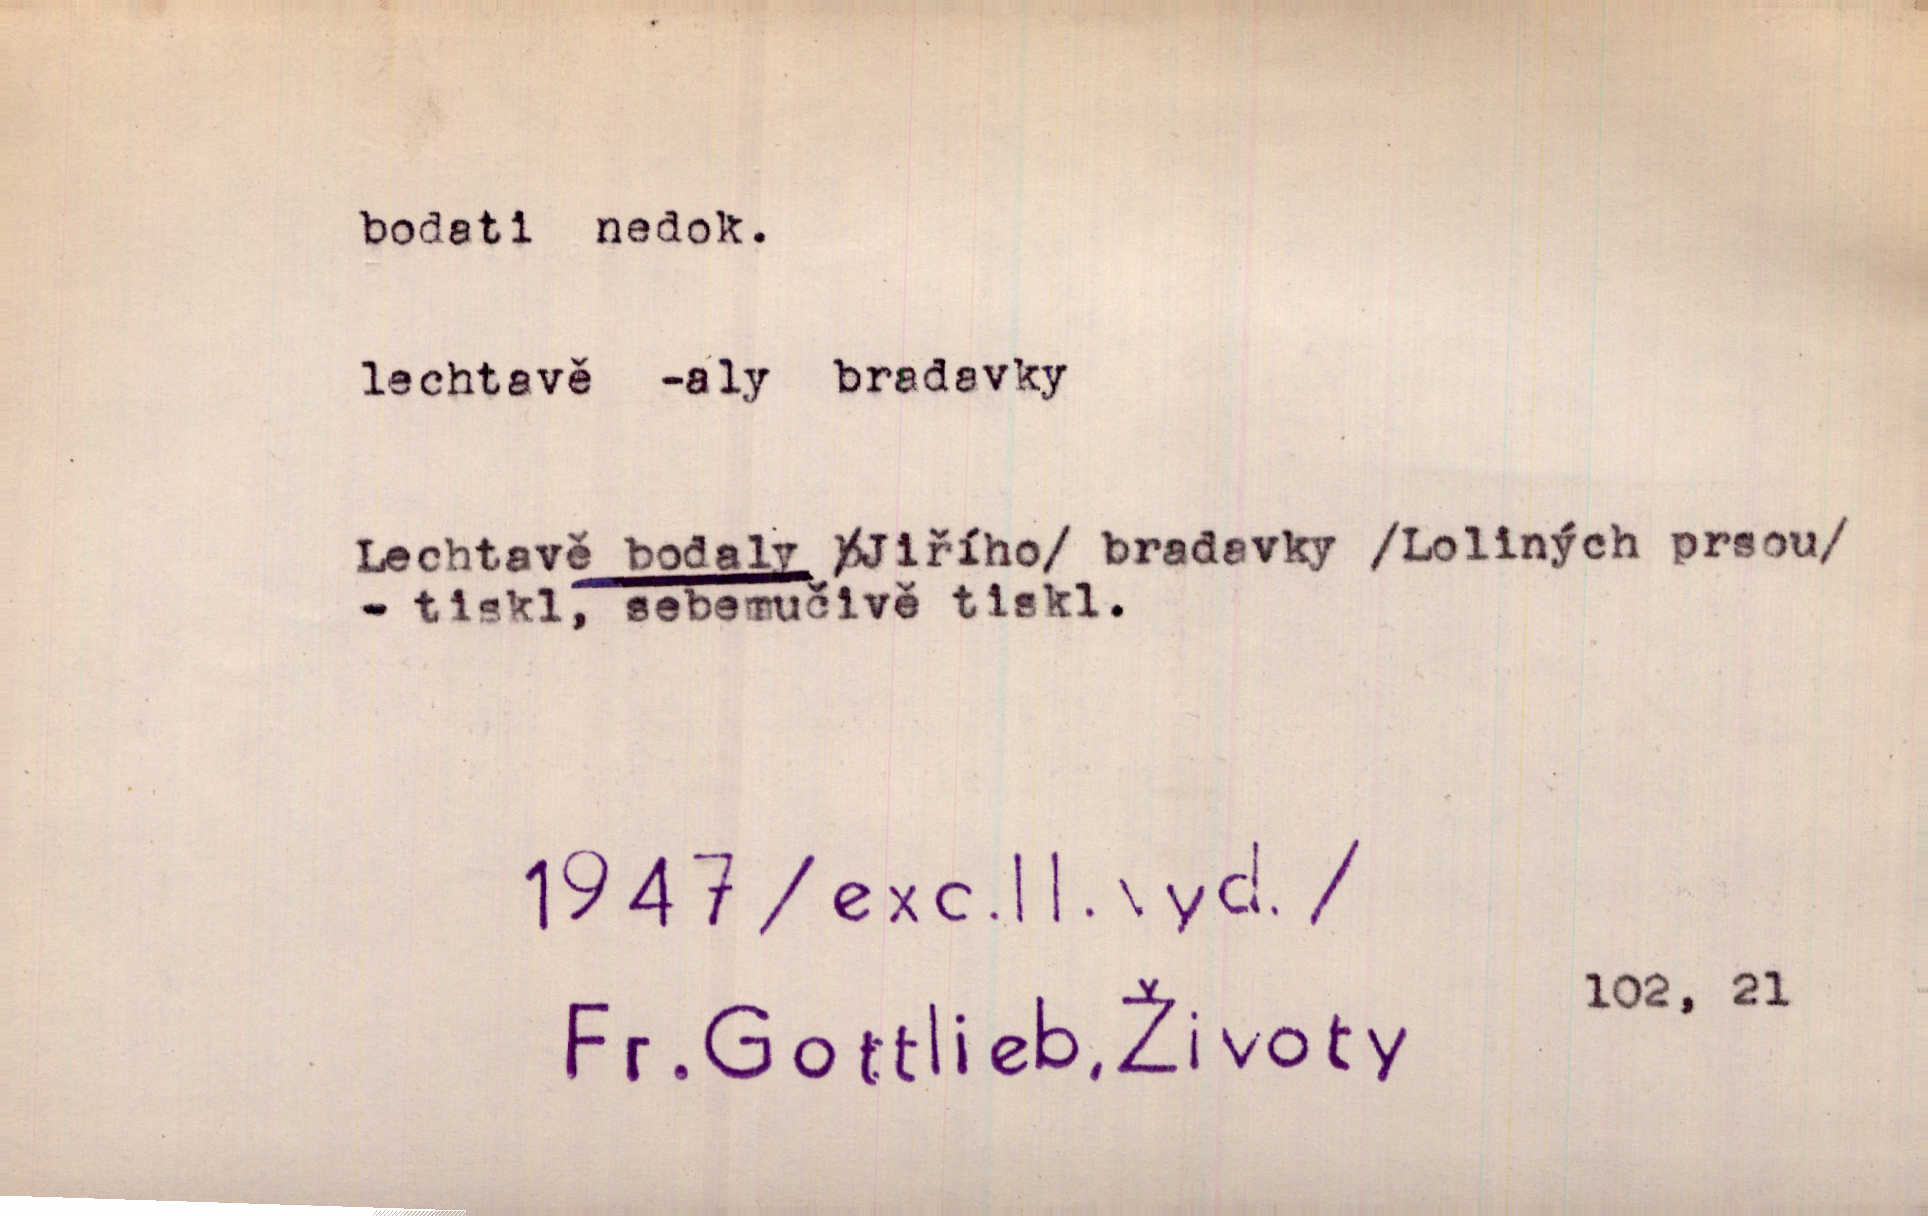 bodati nedok.
lechtavě -aly bradavky
Lechtavě bodaly /Jiřího/ bradavky /Loliných prsou/
- tiskl, sebemučivě tiskl.
1947/exc.II.vyd./
102, 21
Fr.Gottlieb,Životy